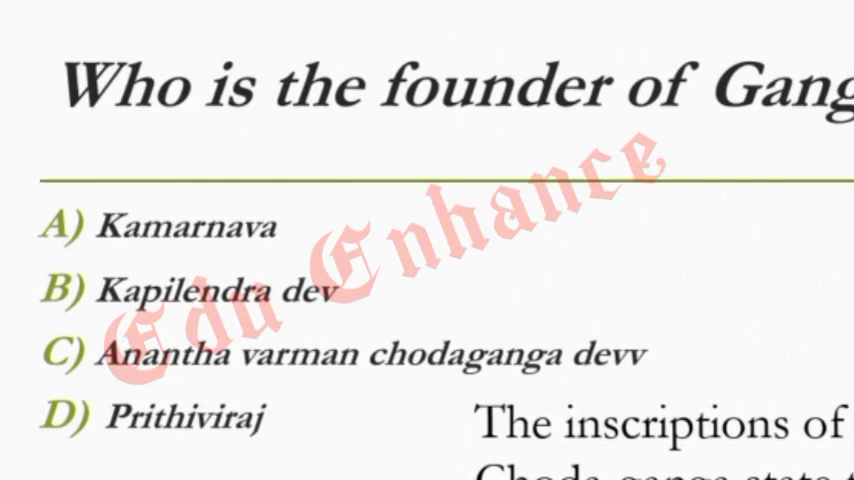 Who is the founder of Gang
A) Kamarnava
B) Kapilendra dev
C) Anantha varman chodaganga devv
D) Prithiviraj
The inscriptions of
Edu Enhance